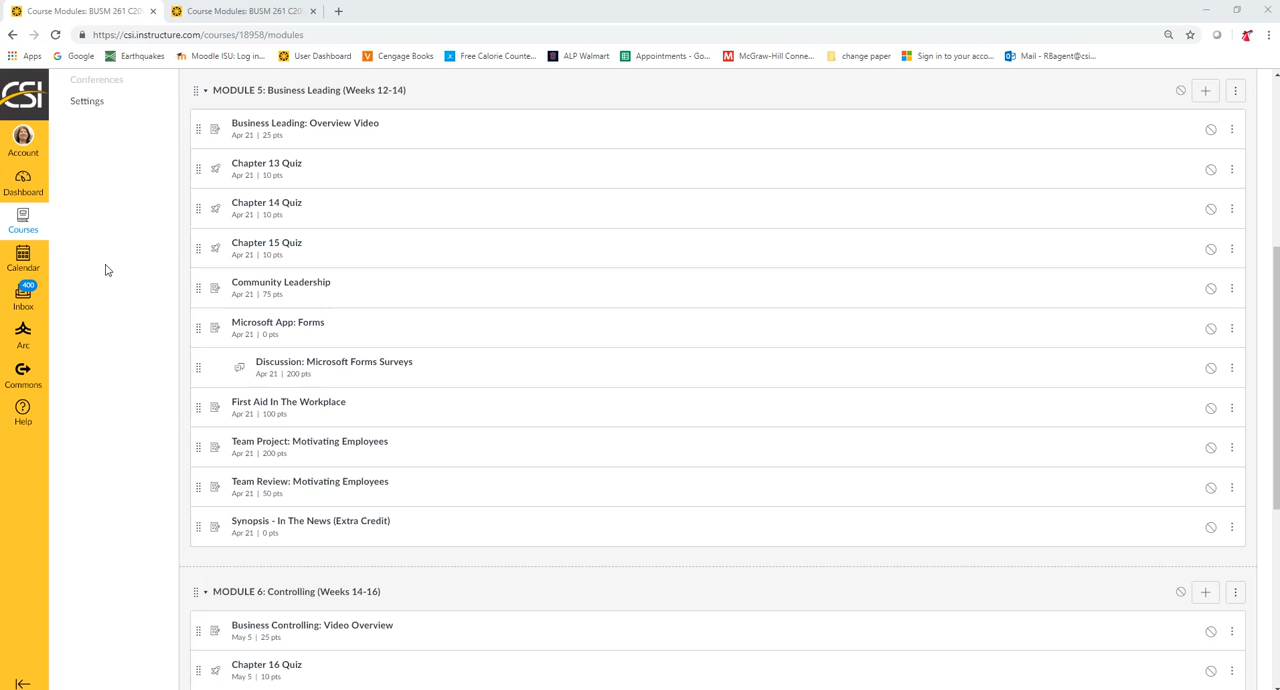 Course Modules: BUSM 261 C20
Course Modules: BUSM 261 C20
https://csi.instructure.com/courses/18958/modules
Apps
Google
Earthquakes
Moodle ISU: Log in...
User Dashboard
Cengage Books
Free Calorie Counte...
ALP Walmart
Appointments - Go...
McGraw-Hill Conne...
change paper
Sign in to your acco...
Mail - RBagent@csi...
CSI
Account
Dashboard
Courses
Calendar
400
Inbox
Arc
Commons
Help
Conferences
Settings
MODULE 5: Business Leading (Weeks 12-14)
Business Leading: Overview Video
Apr 21 | 25 pts
Chapter 13 Quiz
Apr 21 | 10 pts
Chapter 14 Quiz
Apr 21 | 10 pts
Chapter 15 Quiz
Apr 21 | 10 pts
Community Leadership
Apr 21 | 75 pts
Microsoft App: Forms
Apr 21 | 0 pts
Discussion: Microsoft Forms Surveys
Apr 21 | 200 pts
First Aid In The Workplace
Apr 21 | 100 pts
Team Project: Motivating Employees
Apr 21 | 200 pts
Team Review: Motivating Employees
Apr 21 | 50 pts
Synopsis - In The News (Extra Credit)
Apr 21 | 0 pts
MODULE 6: Controlling (Weeks 14-16)
Business Controlling: Video Overview
May 5 | 25 pts
Chapter 16 Quiz
May 5 | 10 pts